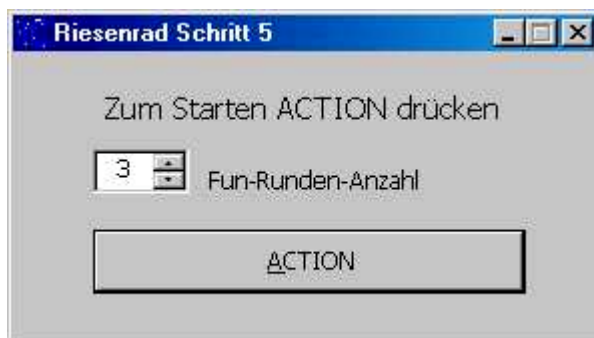 Riesenrad Schritt 5
Zum Starten ACTION drücken
3 Fun-Runden-Anzahl
ACTION